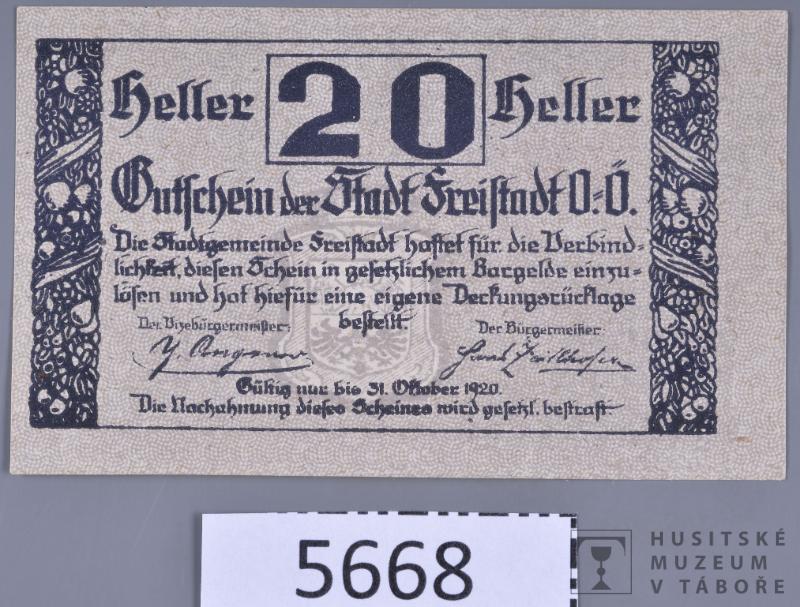 Heller 20 Heller
Gutschein der Stadt Freistadt O.-Ö.
Die Stadtgemeinde Freistadt haftet für die Verbind-
lichkeit, diesen Schein in gesetzlichem Bargelde einzu-
lösen und hat hiefür eine eigene Deckungsrücklage
bestellt.
Der Vizebürgermeister: Der Bürgermeister:
Gültig nur bis 31. Oktober 1920.
Die Nachahmung dieses Scheines wird gesetzl. bestraft.
5668
HUSITSKÉ
MUZEUM
V TÁBOŘE